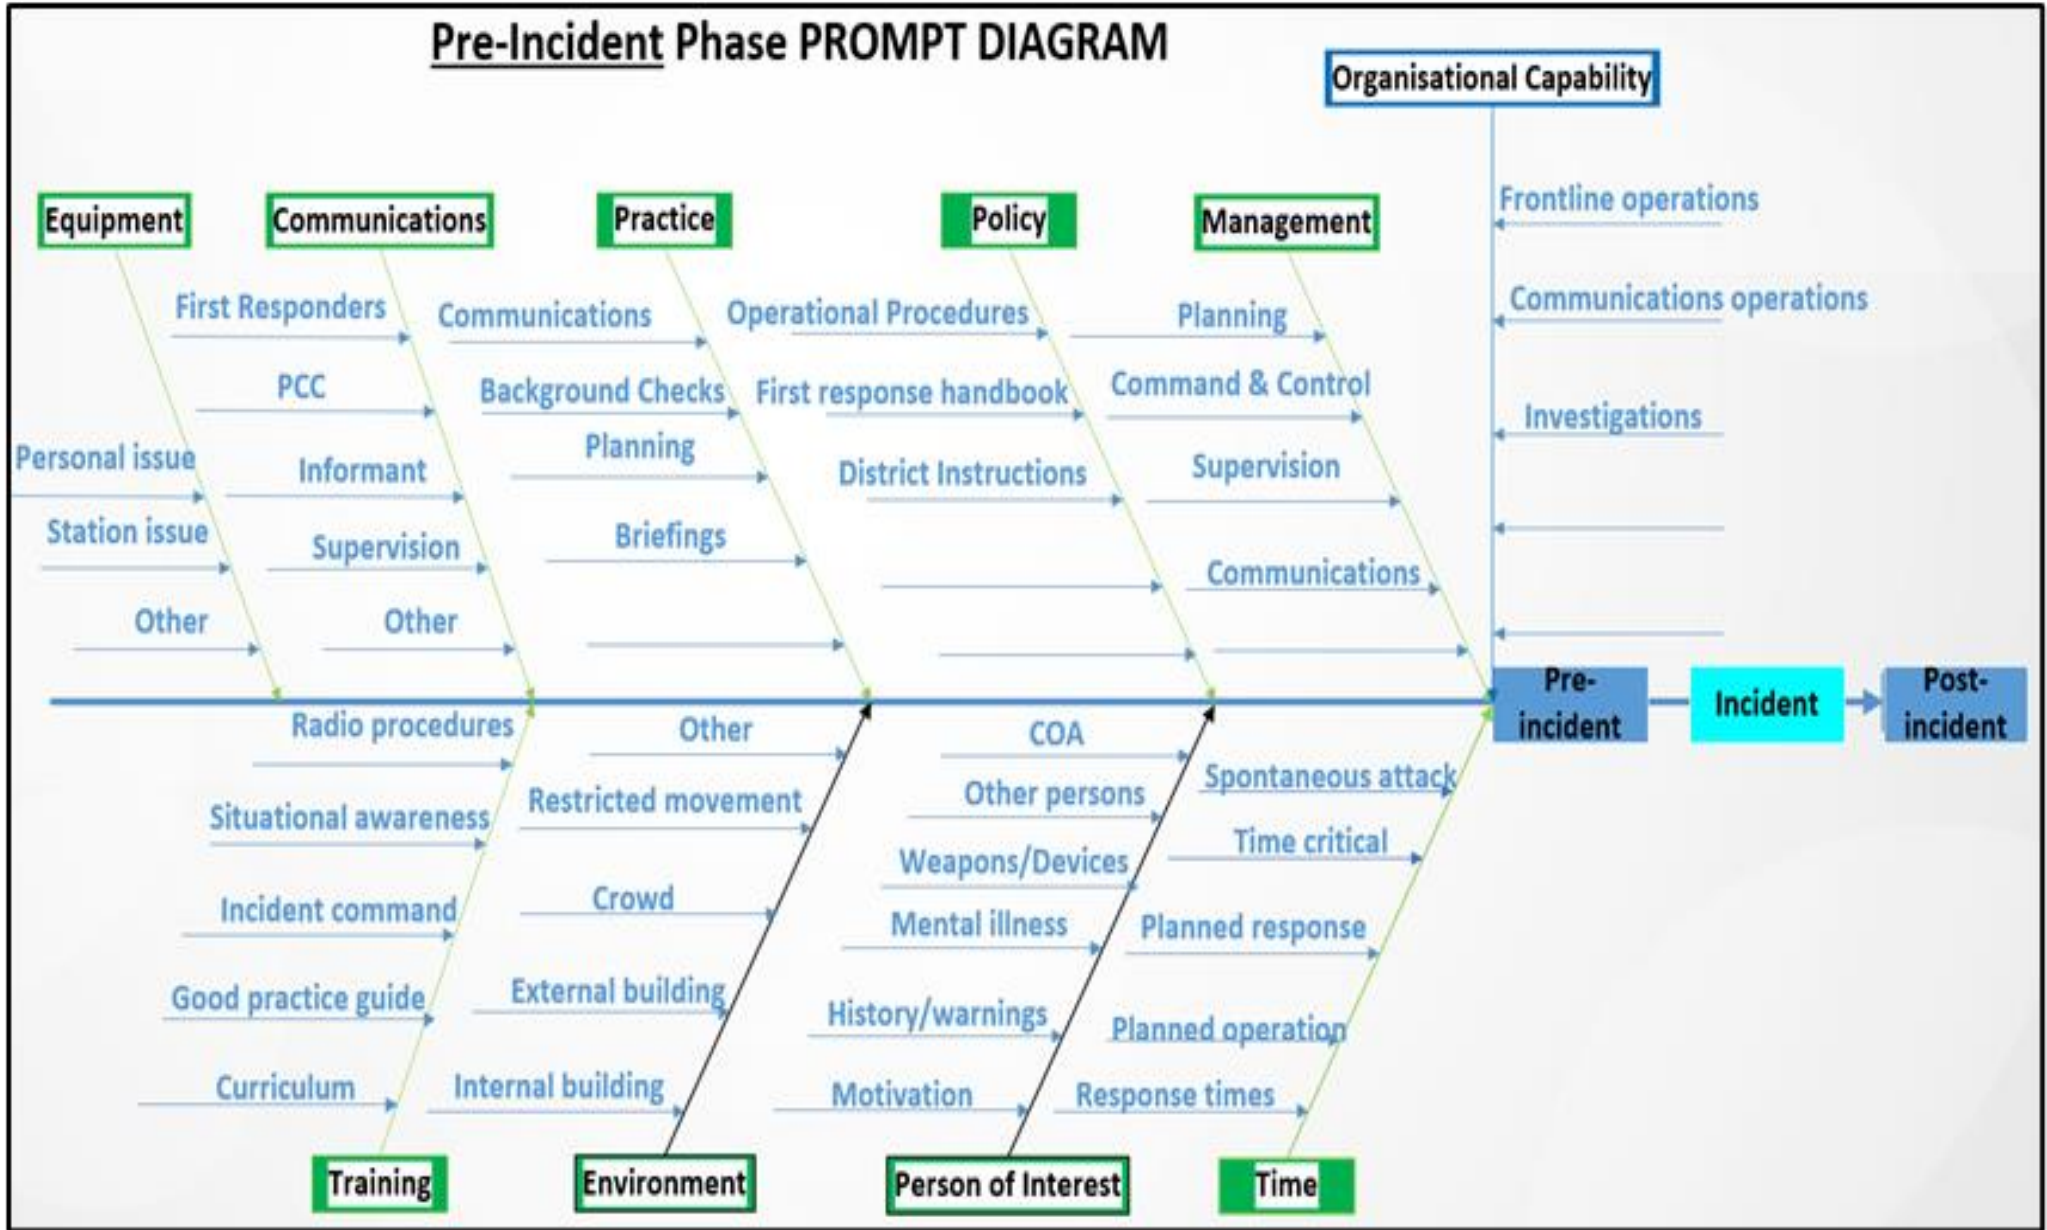 Pre-Incident Phase PROMPT DIAGRAM
Organisational Capability
Frontline operations
Communications operations
Investigations
Equipment
Personal issue
Station issue
Other
Communications
First Responders
PCC
Informant
Supervision
Other
Practice
Communications
Background Checks
Planning
Briefings
Policy
Operational Procedures
First response handbook
District Instructions
Management
Planning
Command & Control
Supervision
Communications
Pre-
incident
Incident
Post-
incident
Radio procedures
Situational awareness
Incident command
Good practice guide
Curriculum
Training
Other
Restricted movement
Crowd
External building
Internal building
Environment
COA
Other persons
Weapons/Devices
Mental illness
History/warnings
Motivation
Person of Interest
Spontaneous attack
Time critical
Planned response
Planned operation
Response times
Time